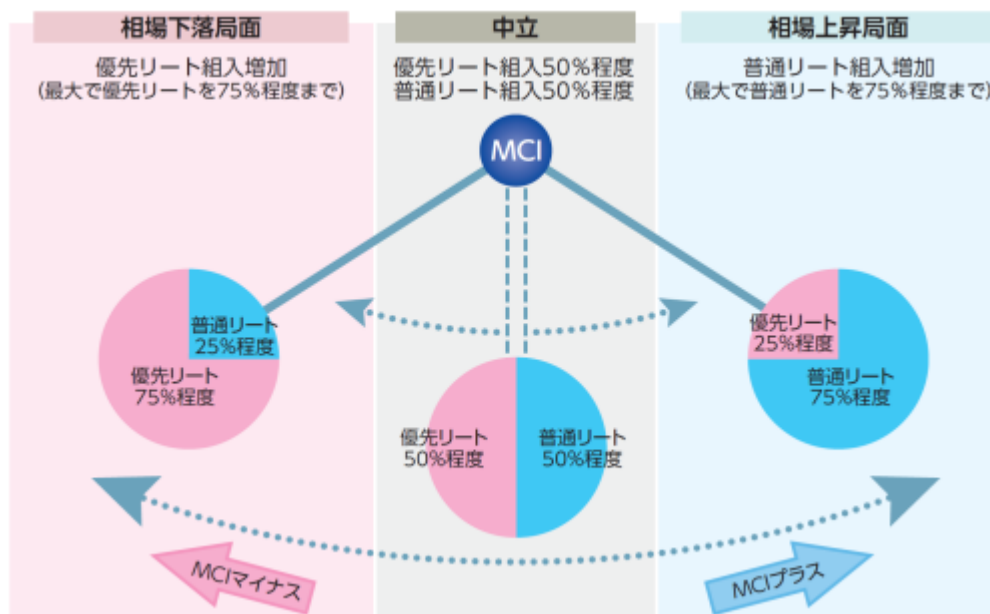 相場下落局面
優先リート組入増加
(最大で優先リートを75%程度まで)
中立
優先リート組入50%程度
普通リート組入50%程度
相場上昇局面
普通リート組入増加
(最大で普通リートを75%程度まで)
MCI
普通リート
25%程度
優先リート
75%程度
優先リート
50%程度
普通リート
50%程度
優先リート
25%程度
普通リート
75%程度
MCIマイナス
MCIプラス